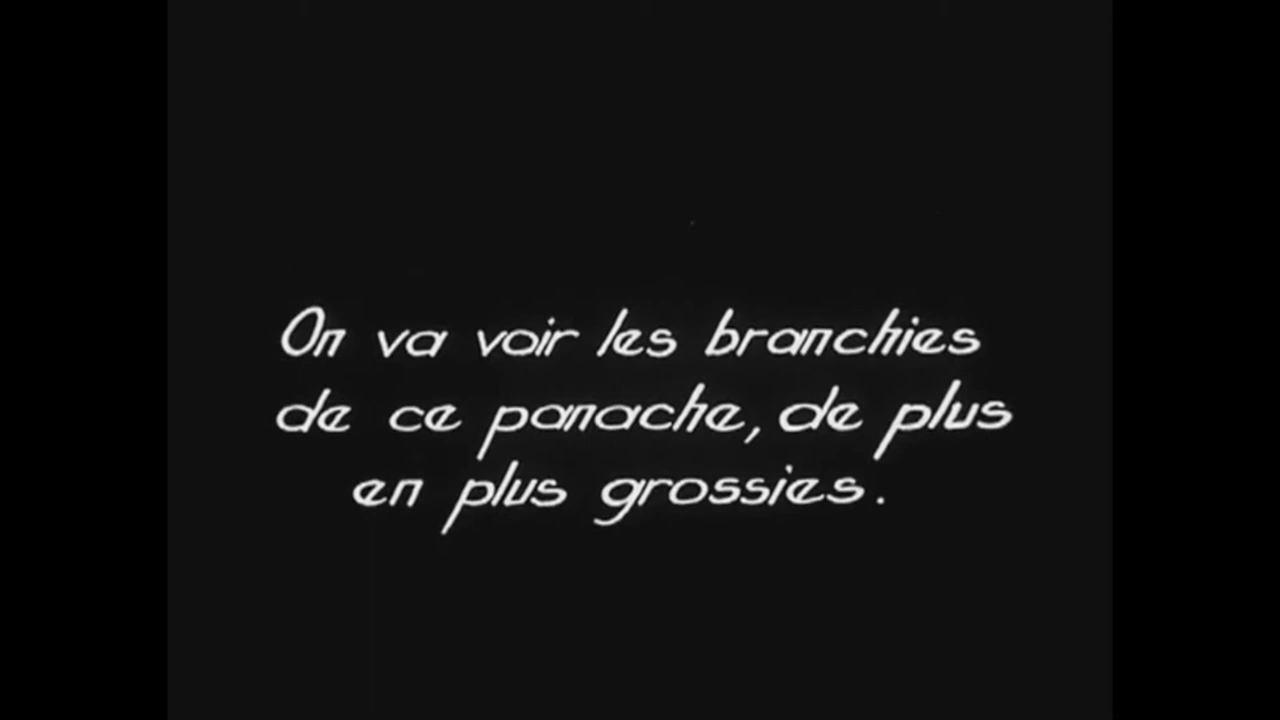 On va voir les branchies
de ce panache, de plus
en plus grossies.